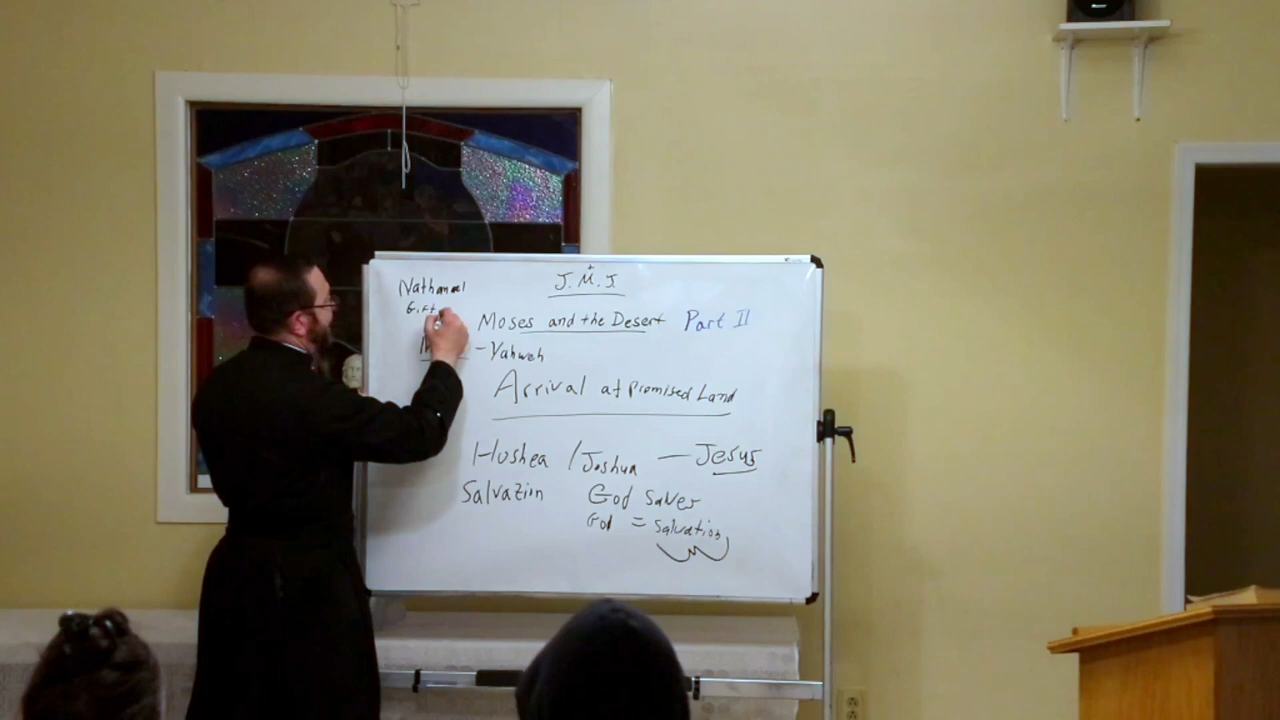 J.M.J.
Nathanael
Gift
Moses and the Desert Part II
- Yahweh
Arrival at Promised Land
Hoshea / Joshua — Jesus
Salvazion God saves
God = salvation